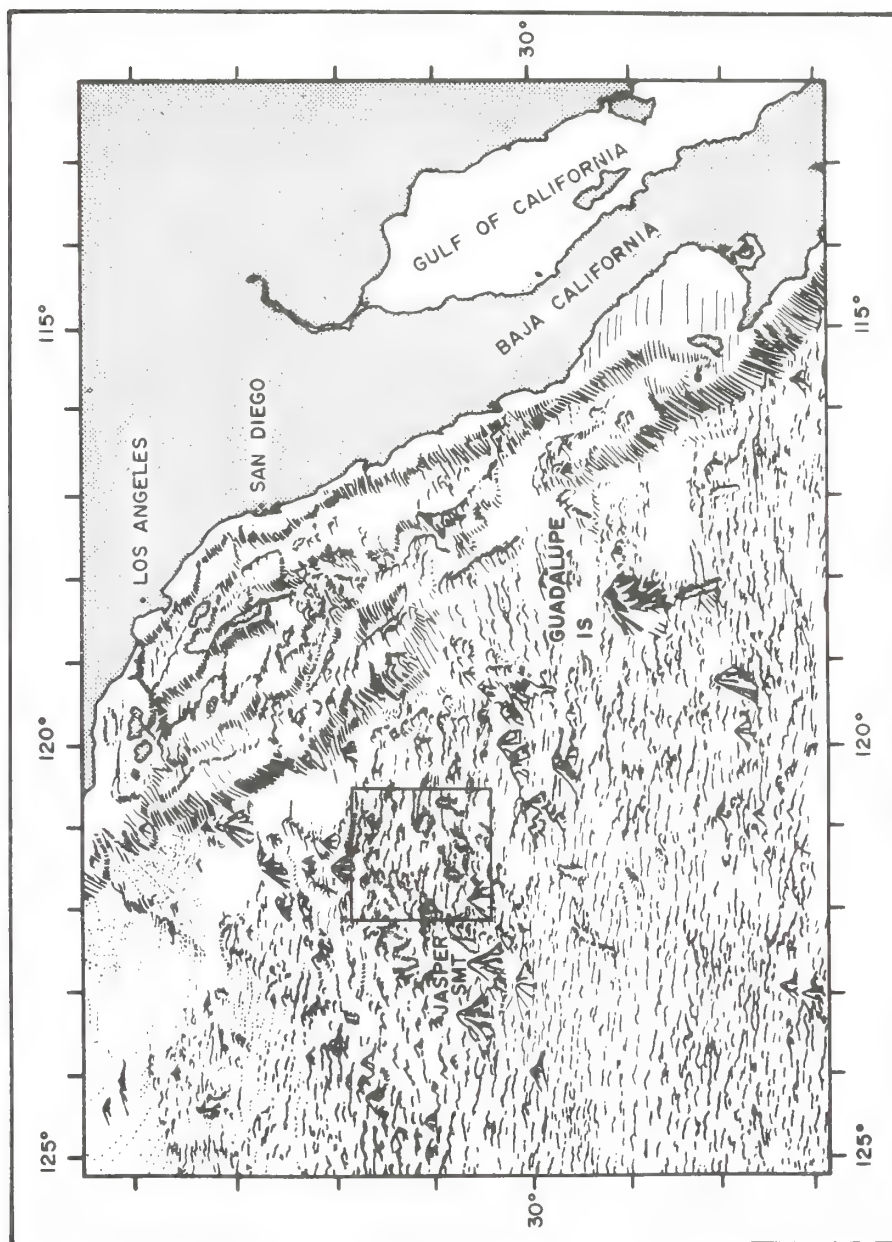 125°
120°
115°
LOS ANGELES
SAN DIEGO
GULF OF CALIFORNIA
BAJA CALIFORNIA
JASPER
SMT
30°
30°
GUADALUPE
IS
125°
120°
115°